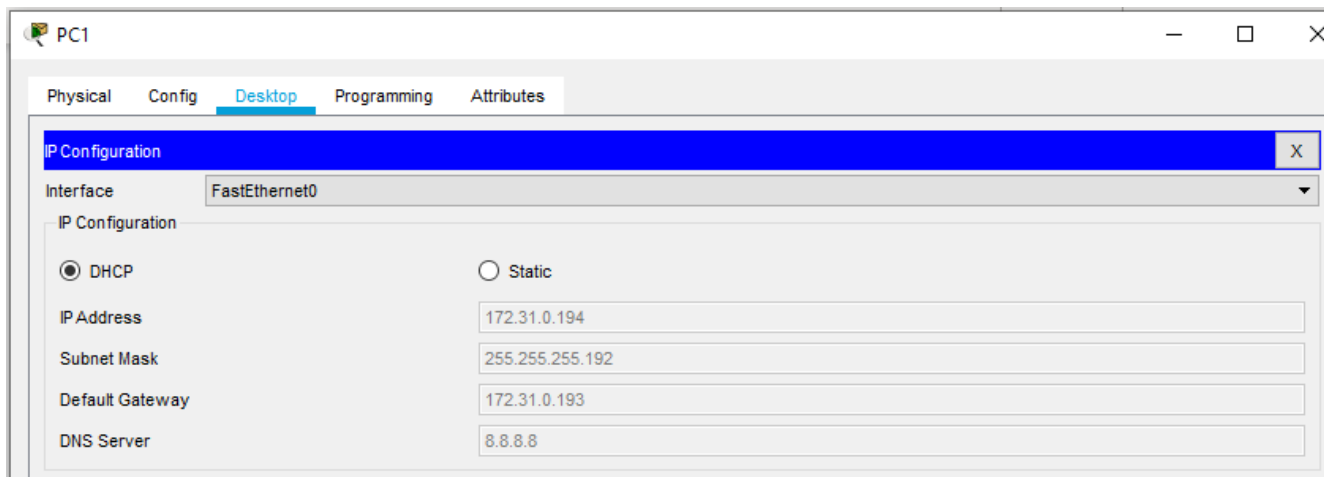 PC1
Physical Config Desktop Programming Attributes
IP Configuration X
Interface FastEthernet0
IP Configuration
DHCP Static
IP Address 172.31.0.194
Subnet Mask 255.255.255.192
Default Gateway 172.31.0.193
DNS Server 8.8.8.8